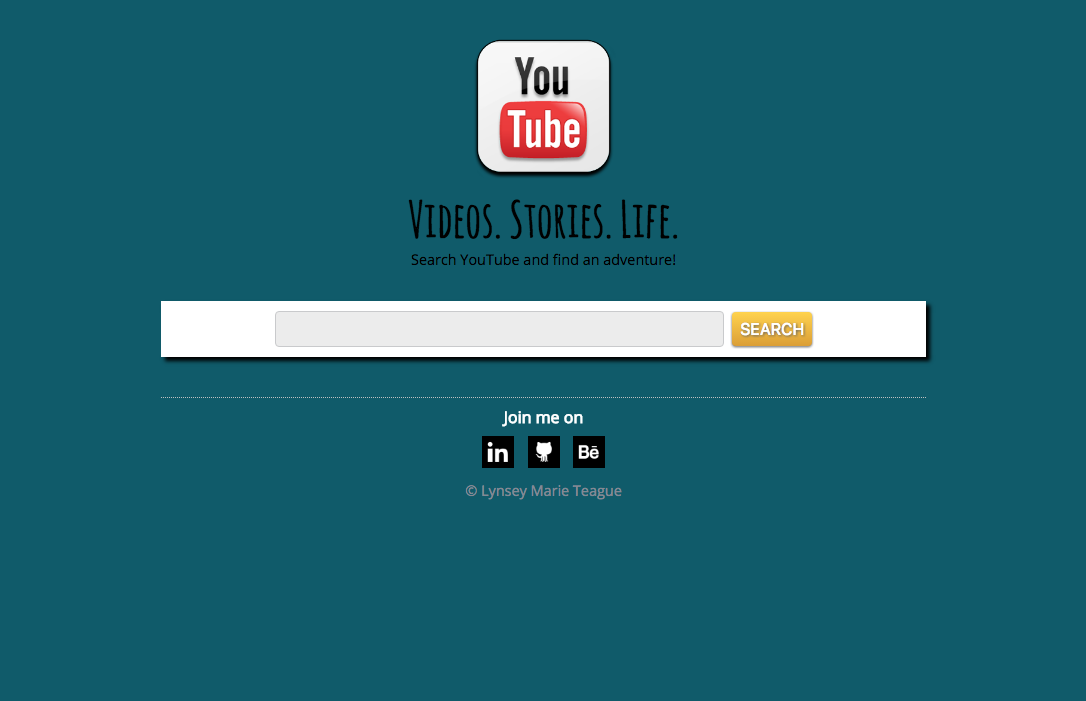 You
Tube
Videos. Stories. Life.
Search YouTube and find an adventure!
SEARCH
Join me on
in
Bē
© Lynsey Marie Teague